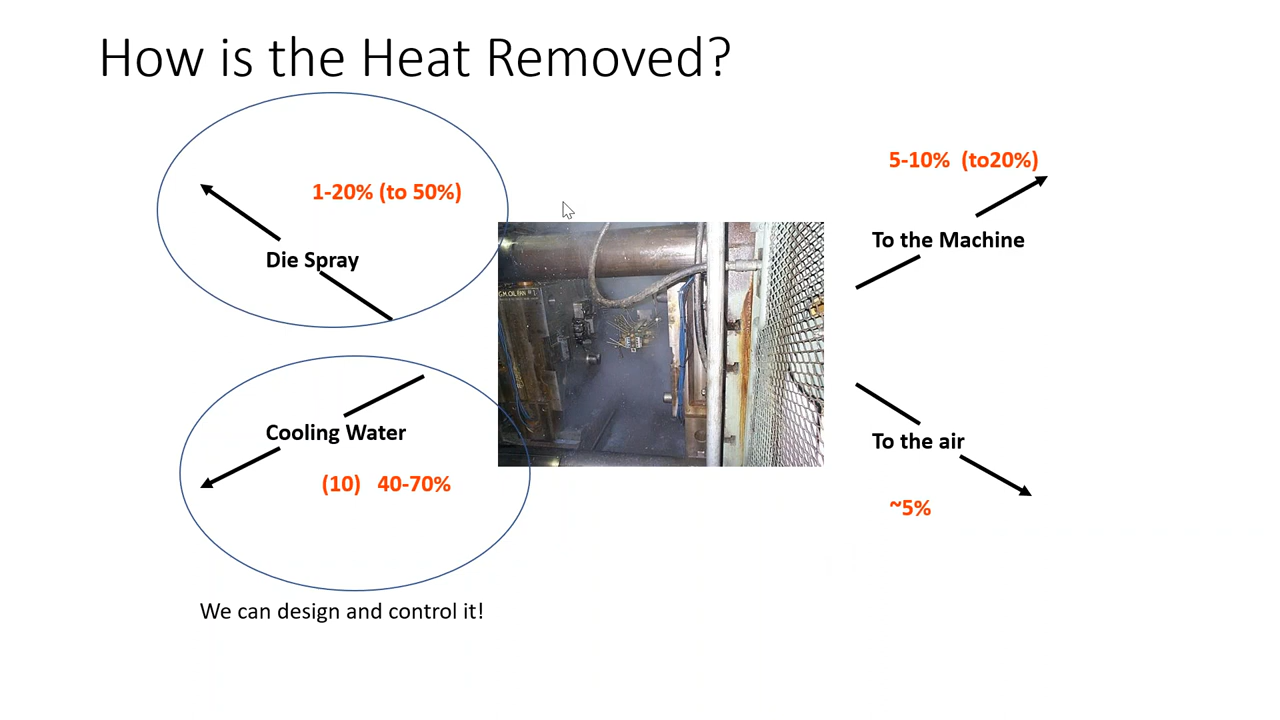 How is the Heat Removed?
1-20% (to 50%)
Die Spray
5-10% (to20%)
To the Machine
Cooling Water
(10) 40-70%
To the air
~5%
We can design and control it!